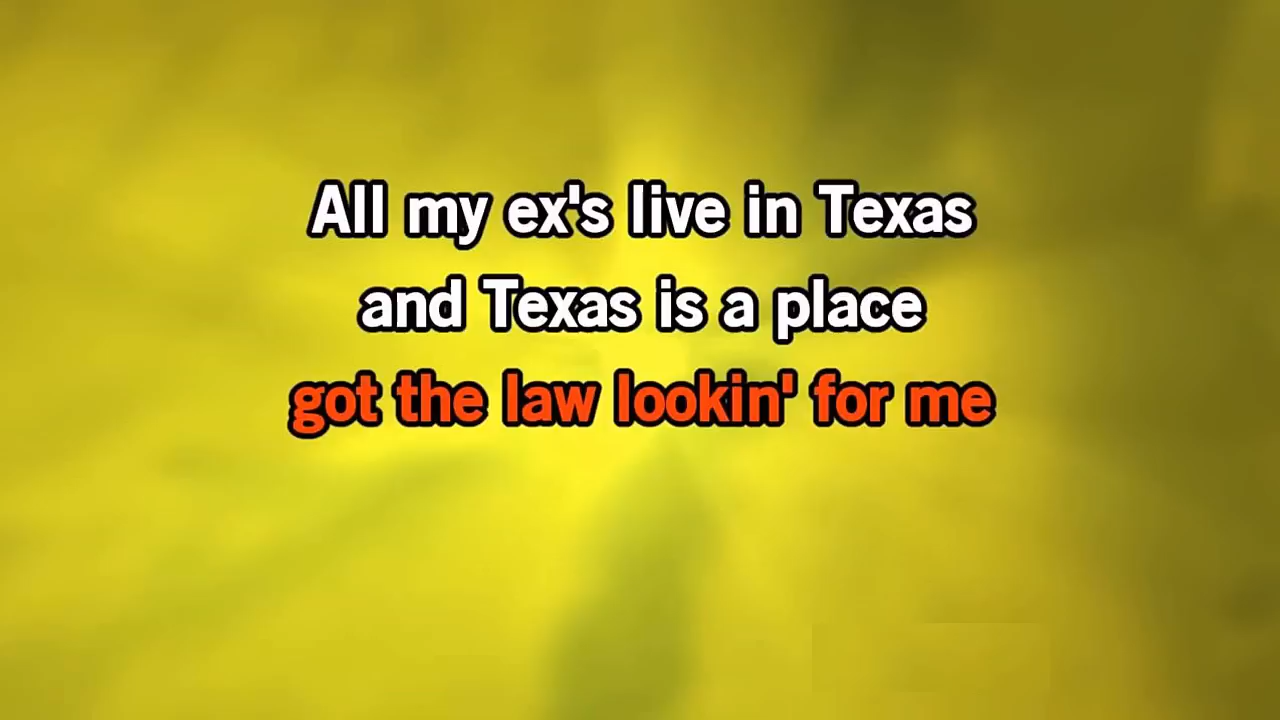 All my ex's live in Texas
and Texas is a place
got the law lookin' for me